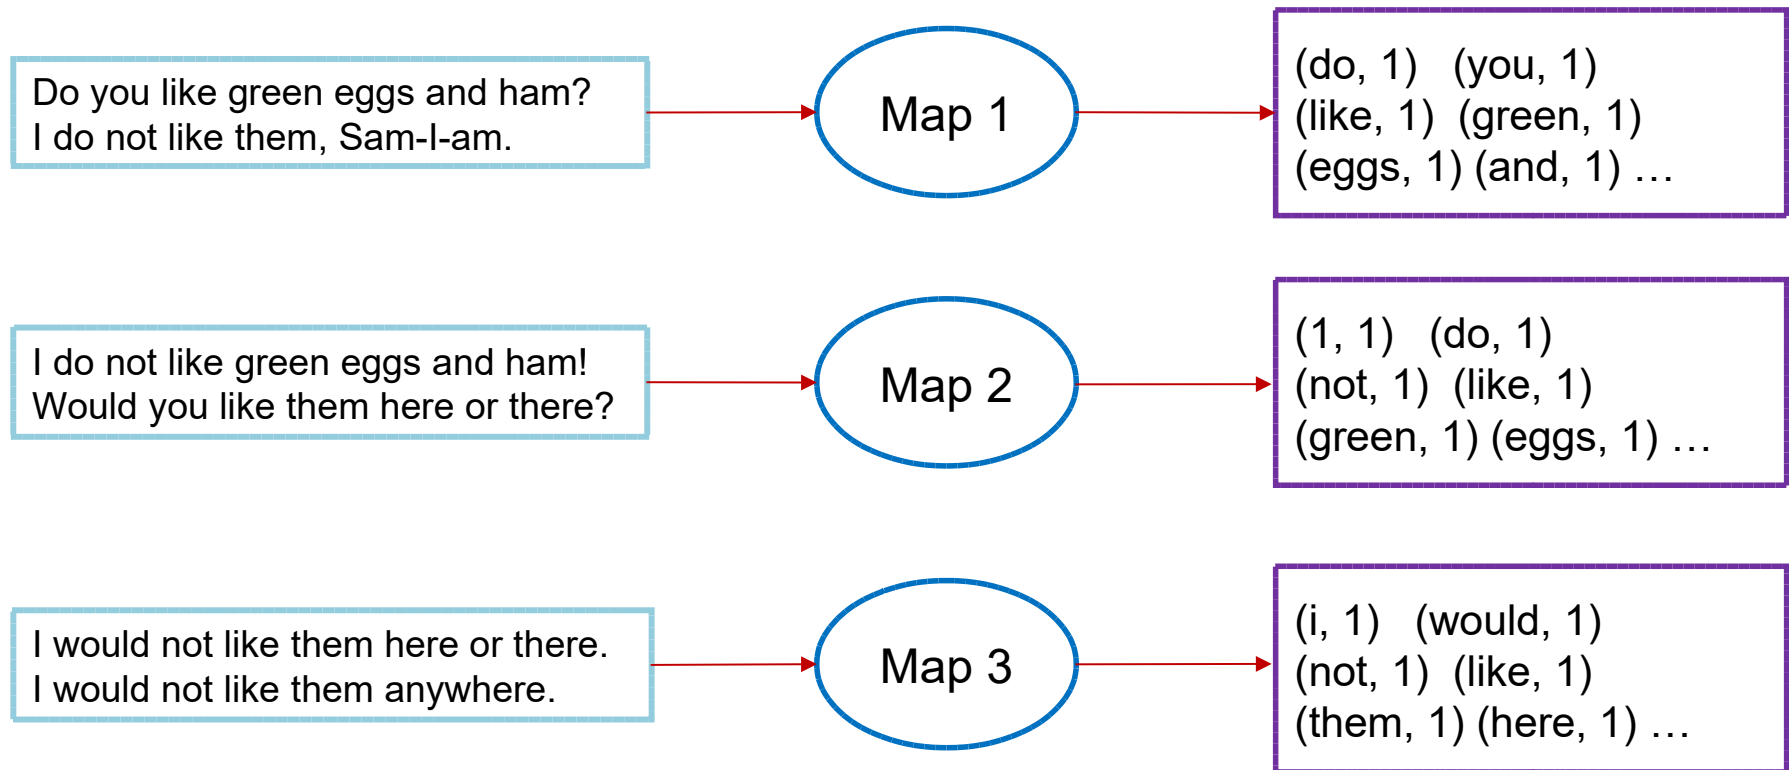 Do you like green eggs and ham?
I do not like them, Sam-I-am.
Map 1
(do, 1) (you, 1)
(like, 1) (green, 1)
(eggs, 1) (and, 1) …
I do not like green eggs and ham!
Would you like them here or there?
Map 2
(1, 1) (do, 1)
(not, 1) (like, 1)
(green, 1) (eggs, 1) …
I would not like them here or there.
I would not like them anywhere.
Map 3
(i, 1) (would, 1)
(not, 1) (like, 1)
(them, 1) (here, 1) …